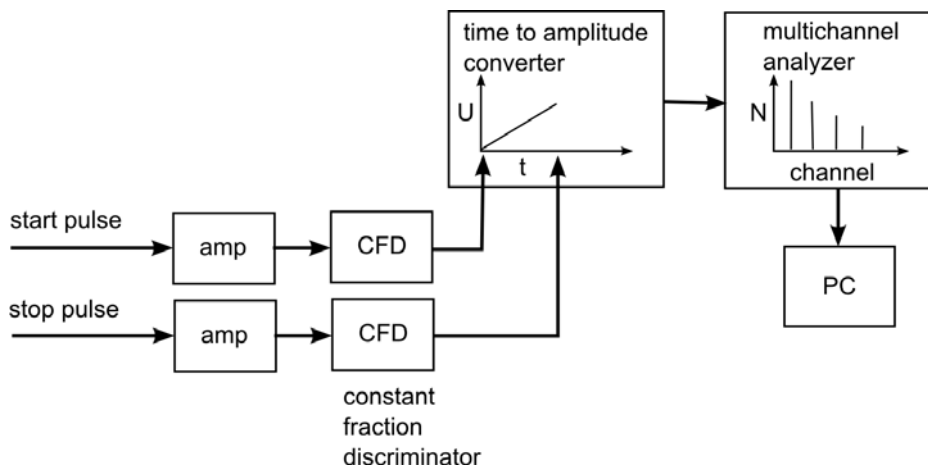 time to amplitude
converter
U
t
multichannel
analyzer
N
channel
start pulse
amp
CFD
stop pulse
amp
CFD
constant
fraction
discriminator
PC